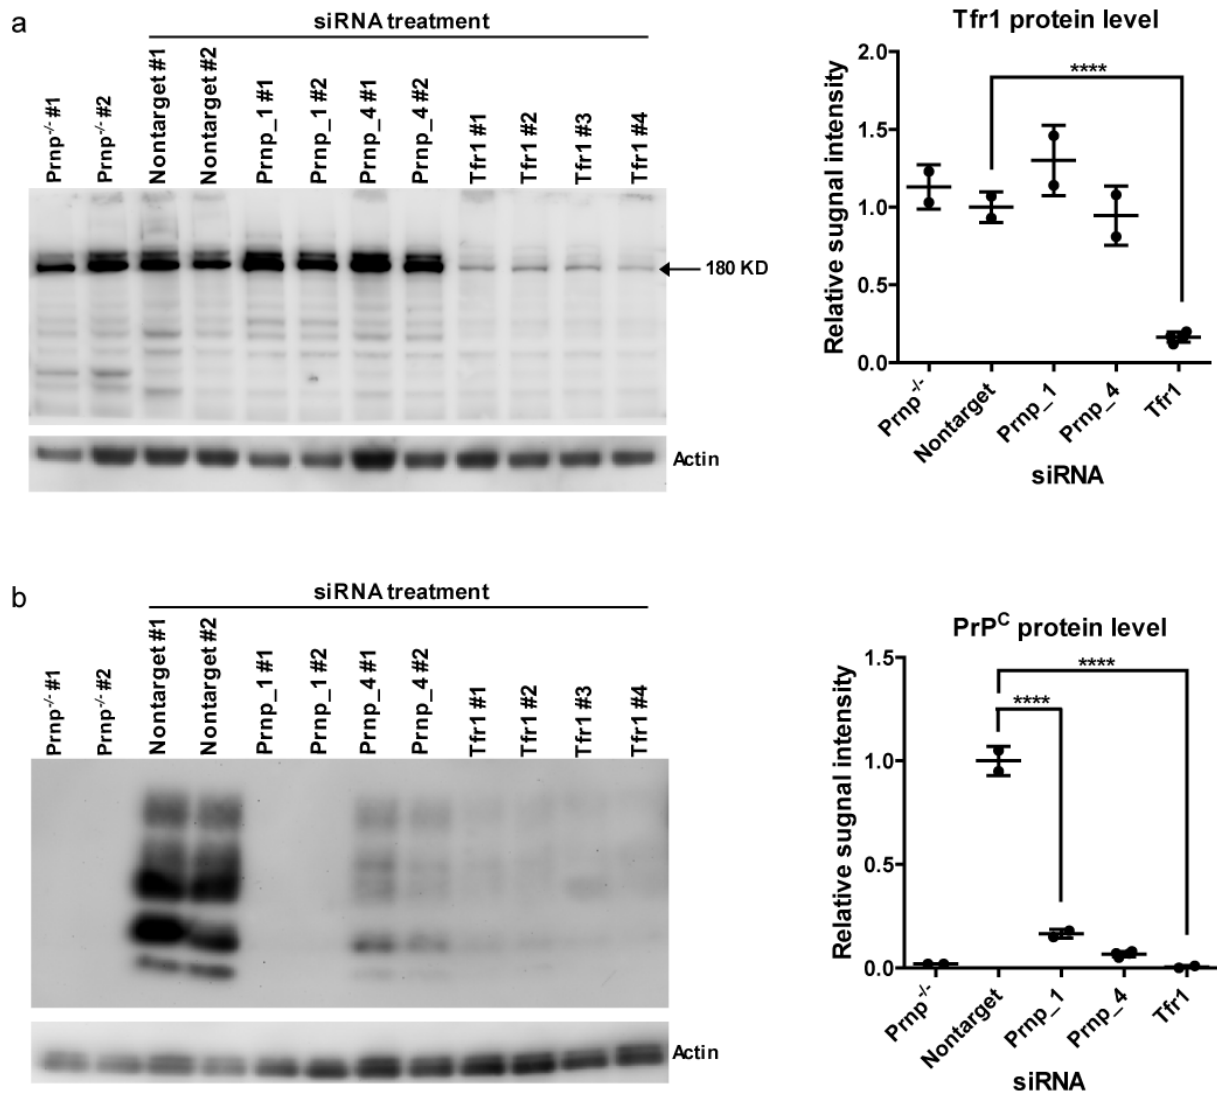 a
siRNA treatment
Prnp-/- #1
Prnp-/- #2
Nontarget #1
Nontarget #2
Prnp_1 #1
Prnp_1 #2
Prnp_4 #1
Prnp_4 #2
Tfr1 #1
Tfr1 #2
Tfr1 #3
Tfr1 #4
180 KD
Actin
Tfr1 protein level
Relative sugnal intensity
2.0
1.5
1.0
0.5
0.0
****
Prnp-/-
Nontarget
Prnp_1
Prnp_4
Tfr1
siRNA
b
siRNA treatment
Prnp-/- #1
Prnp-/- #2
Nontarget #1
Nontarget #2
Prnp_1 #1
Prnp_1 #2
Prnp_4 #1
Prnp_4 #2
Tfr1 #1
Tfr1 #2
Tfr1 #3
Tfr1 #4
Actin
PrPC protein level
Relative sugnal intensity
1.5
1.0
0.5
0.0
****
****
Prnp-/-
Nontarget
Prnp_1
Prnp_4
Tfr1
siRNA